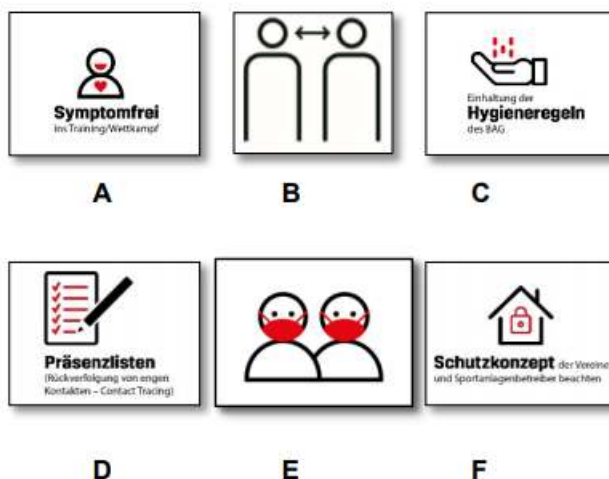 Symptomfrei
ins Training/Wettkampf
Einhaltung der
Hygieneregeln
des BAG
A B C
Präsenzlisten
(Rückverfolgung von engen
Kontakten – Contact Tracing)
Schutzkonzept der Vereine
und Sportanlagenbetreiber beachten
D E F